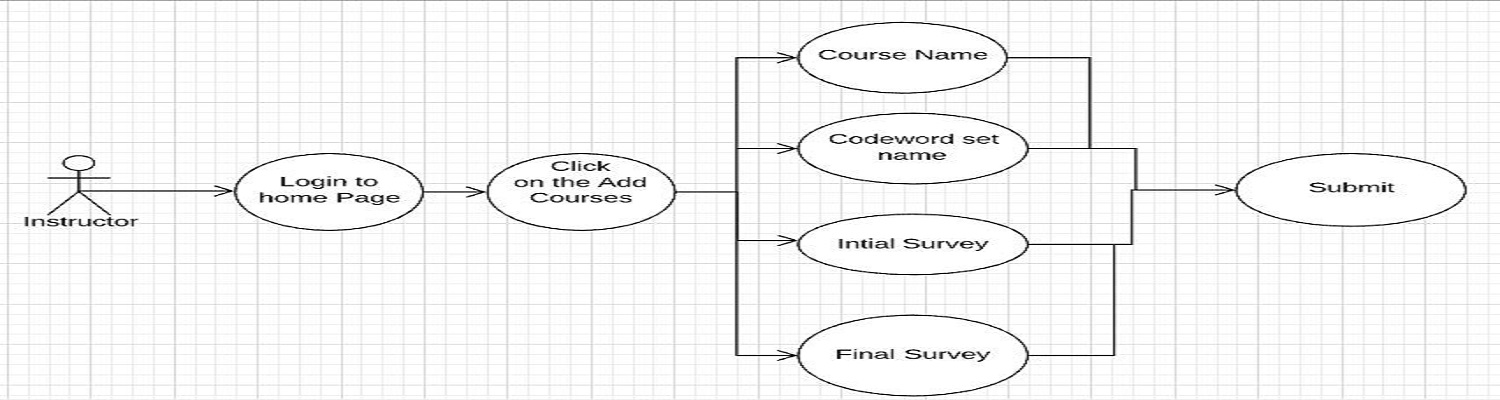 Instructor
Login to
home Page
Click
on the Add
Courses
Course Name
Codeword set
name
Intial Survey
Final Survey
Submit